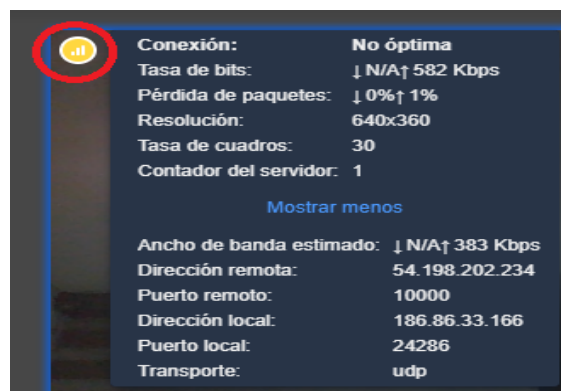 Conexión: No óptima
Tasa de bits: ↓N/A↑ 582 Kbps
Pérdida de paquetes: ↓0%↑ 1%
Resolución: 640x360
Tasa de cuadros: 30
Contador del servidor: 1
Mostrar menos
Ancho de banda estimado: ↓N/A↑ 383 Kbps
Dirección remota: 54.198.202.234
Puerto remoto: 10000
Dirección local: 186.86.33.166
Puerto local: 24286
Transporte: udp